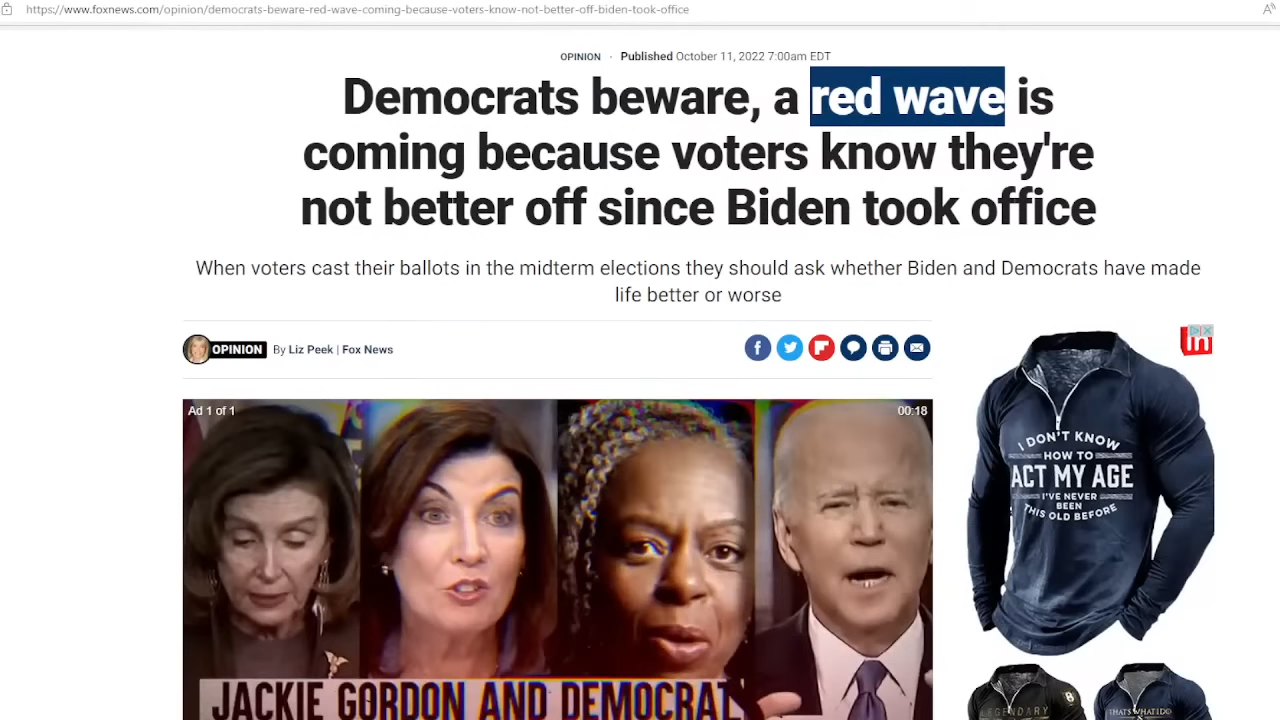 https://www.foxnews.com/opinion/democrats-beware-red-wave-coming-because-voters-know-not-better-off-biden-took-office
OPINION · Published October 11, 2022 7:00am EDT
Democrats beware, a red wave is
coming because voters know they're
not better off since Biden took office
When voters cast their ballots in the midterm elections they should ask whether Biden and Democrats have made
life better or worse
OPINION By Liz Peek | Fox News
Ad 1 of 1
00:18
JACKIE GORDON AND DEMOCRAT
in
I DON'T KNOW
HOW TO
ACT MY AGE
I'VE NEVER
BEEN
THIS OLD BEFORE
LEGENDARY
THAT'S WHAT I DO